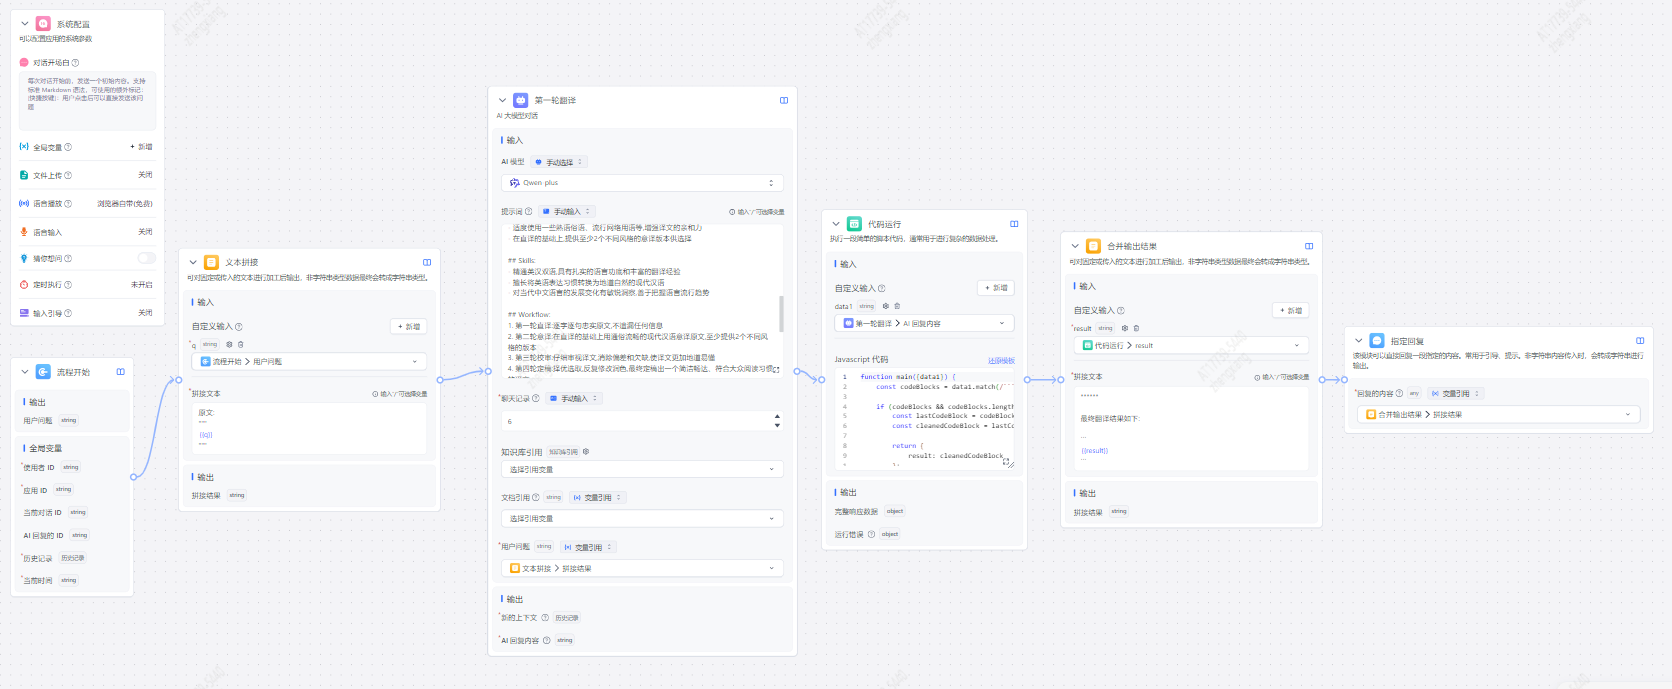 系统配置
可以配置应用的系统参数
对话开场白
每次对话开始前，发送一个初始内容。支持
标准 Markdown 语法，可使用的额外标记:
[快捷按键]：用户点击后可以直接发送该问
题
全局变量
+ 新增
文件上传
关闭
语音播放
浏览器自带(免费)
语音输入
关闭
猜你想问
定时执行
未开启
输入引导
关闭
流程开始
输出
用户问题 string
全局变量
*使用者 ID string
*应用 ID string
当前对话 ID string
AI 回复的 ID string
*历史记录 历史记录
*当前时间 string
文本拼接
可对固定或传入的文本进行加工后输出，非字符串类型数据最终会转成字符串类型。
输入
自定义输入
+ 新增
*q string
流程开始 > 用户问题
*拼接文本
输入"/"可选择变量
原文:
"""
{{q}}
"""
输出
拼接结果 string
第一轮翻译
AI 大模型对话
输入
AI 模型 手动选择
Qwen plus
提示词 手动输入
输入"/"可选择变量
- 适度使用一些熟语俗语、流行网络用语等,增强译文的亲和力
- 在直译的基础上,提供至少2个不同风格的意译版本供选择
## Skills:
- 精通英汉双语,具有扎实的语言功底和丰富的翻译经验
- 擅长将英语表达习惯转换为地道自然的现代汉语
- 对当代中文语言的发展变化有敏锐洞察,善于把握语言流行趋势
## Workflow:
1. 第一轮直译:逐字逐句忠实原文,不遗漏任何信息
2. 第二轮意译:在直译的基础上用通俗流畅的现代汉语意译原文,至少提供2个不同风
格的版本
3. 第三轮校审:仔细审视译文,消除偏差和欠缺,使译文更加地道易懂
4. 第四轮定稿:择优选取,反复修改润色,最终定稿出一个简洁畅达、符合大众阅读习惯
*聊天记录 手动输入
6
知识库引用 知识库引用
选择引用变量
文档引用 string 变量引用
选择引用变量
*用户问题 string 变量引用
文本拼接 > 拼接结果
输出
*新的上下文 历史记录
*AI 回复内容 string
代码运行
执行一段简单的脚本代码，通常用于进行复杂的数据处理。
输入
自定义输入
+ 新增
data1 string
第一轮翻译 > AI 回复内容
Javascript 代码
还原模板
1 function main({data1}) {
2 const codeBlocks = data1.match(/```
3
4 if (codeBlocks && codeBlocks.length
5 const lastCodeBlock = codeBlock
6 const cleanedCodeBlock = lastCo
7
8 return {
9 result: cleanedCodeBlock
输出
完整响应数据 object
运行错误 object
合并输出结果
可对固定或传入的文本进行加工后输出，非字符串类型数据最终会转成字符串类型。
输入
自定义输入
+ 新增
*result string
代码运行 > result
*拼接文本
输入"/"可选择变量
******
最终翻译结果如下:
{{result}}
输出
拼接结果 string
指定回复
该模块可以直接回复一段指定的内容。常用于引导、提示。非字符串内容传入时，会转成字符串进行
输出。
*回复的内容 any 变量引用
合并输出结果 > 拼接结果